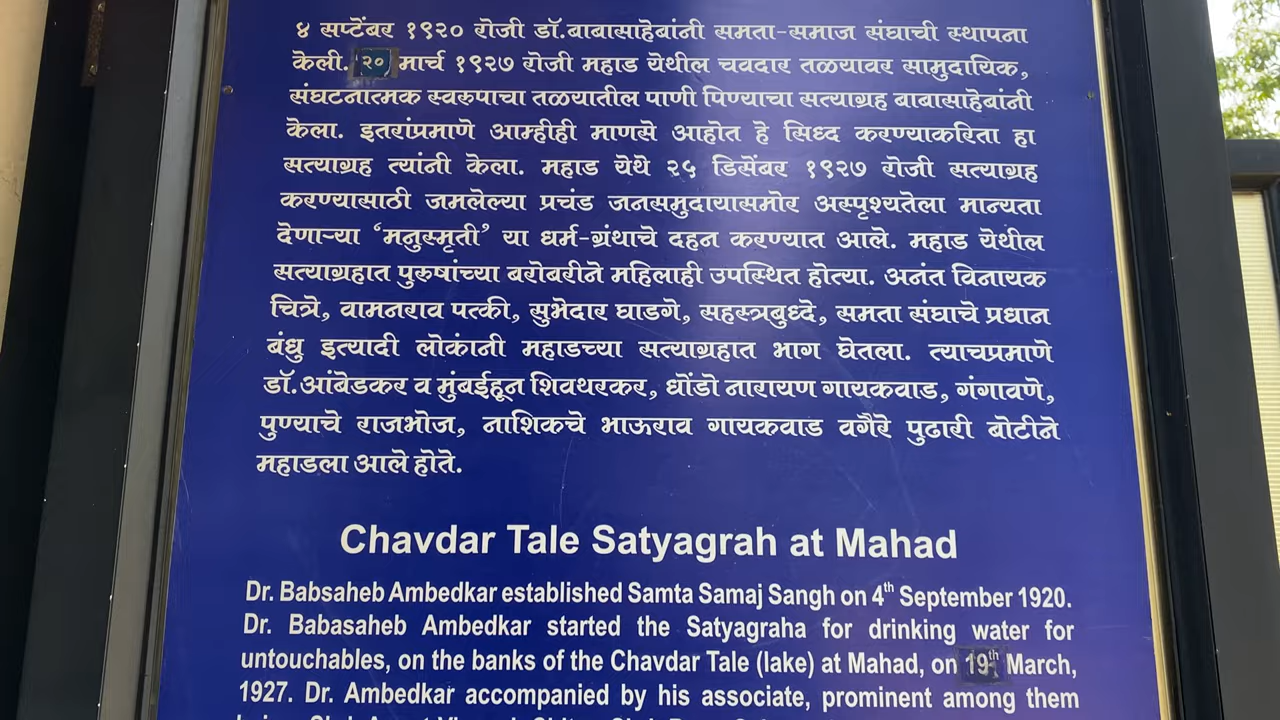 ४ सप्टेंबर १९२० रोजी डॉ.बाबासाहेबांनी समता-समाज संघाची स्थापना
केली. २० मार्च १९२७ रोजी महाड येथील चवदार तळयावर सामुदायिक,
संघटनात्मक स्वरुपाचा तळयातील पाणी पिण्याचा सत्याग्रह बाबासाहेबांनी
केला. इतरांप्रमाणे आम्हीही माणसे आहोत हे सिध्द करण्याकरिता हा
सत्याग्रह त्यांनी केला. महाड येथे २५ डिसेंबर १९२७ रोजी सत्याग्रह
करण्यासाठी जमलेल्या प्रचंड जनसमुदायासमोर अस्पृश्यतेला मान्यता
देणाऱ्या ‘मनुस्मृती’ या धर्म-ग्रंथाचे दहन करण्यात आले. महाड येथील
सत्याग्रहात पुरुषांच्या बरोबरीने महिलाही उपस्थित होत्या. अनंत विनायक
चित्रे, वामनराव पत्की, सुभेदार घाडगे, सहस्त्रबुध्दे, समता संघाचे प्रधान
बंधु इत्यादी लोकांनी महाडच्या सत्याग्रहात भाग घेतला. त्याचप्रमाणे
डॉ.आंबेडकर व मुंबईहून शिवथरकर, धोंडो नारायण गायकवाड, गंगावणे,
पुण्याचे राजभोज, नाशिकचे भाऊराव गायकवाड वगैरे पुढारी बोटीने
महाडला आले होते.
Chavdar Tale Satyagrah at Mahad
Dr. Babsaheb Ambedkar established Samta Samaj Sangh on 4th September 1920.
Dr. Babasaheb Ambedkar started the Satyagraha for drinking water for
untouchables, on the banks of the Chavdar Tale (lake) at Mahad, on 19th March,
1927. Dr. Ambedkar accompanied by his associate, prominent among them